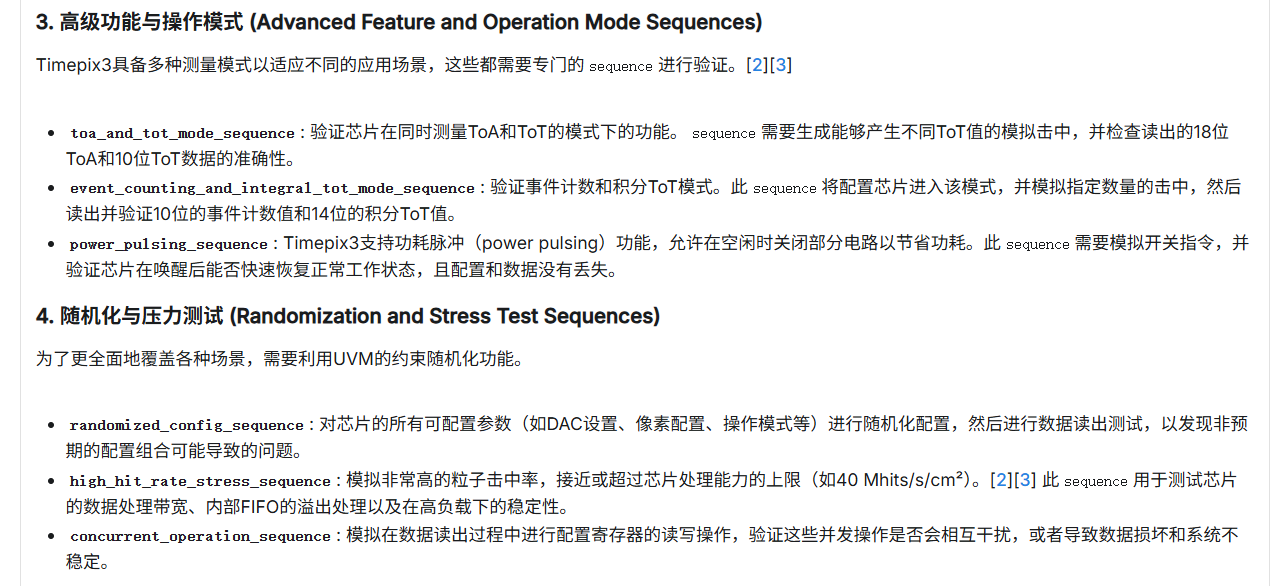 3. 高级功能与操作模式 (Advanced Feature and Operation Mode Sequences)
Timepix3具备多种测量模式以适应不同的应用场景，这些都需要专门的 sequence 进行验证。[2][3]
• toa_and_tot_mode_sequence：验证芯片在同时测量ToA和ToT的模式下的功能。 sequence 需要生成能够产生不同ToT值的模拟击中，并检查读出的18位
ToA和10位ToT数据的准确性。
• event_counting_and_integral_tot_mode_sequence：验证事件计数和积分ToT模式。此 sequence 将配置芯片进入该模式，并模拟指定数量的击中，然后
读出并验证10位的事件计数值和14位的积分ToT值。
• power_pulsing_sequence：Timepix3支持功耗脉冲（power pulsing）功能，允许在空闲时关闭部分电路以节省功耗。此 sequence 需要模拟开关指令，并
验证芯片在唤醒后能否快速恢复正常工作状态，且配置和数据没有丢失。
4. 随机化与压力测试 (Randomization and Stress Test Sequences)
为了更全面地覆盖各种场景，需要利用UVM的约束随机化功能。
• randomized_config_sequence：对芯片的所有可配置参数（如DAC设置、像素配置、操作模式等）进行随机化配置，然后进行数据读出测试，以发现非预
期的配置组合可能导致的问题。
• high_hit_rate_stress_sequence：模拟非常高的粒子击中率，接近或超过芯片处理能力的上限（如40 Mhits/s/cm²）。[2][3] 此 sequence 用于测试芯片
的数据处理带宽、内部FIFO的溢出处理以及在高负载下的稳定性。
• concurrent_operation_sequence：模拟在数据读出过程中进行配置寄存器的读写操作，验证这些并发操作是否会相互干扰，或者导致数据损坏和系统不
稳定。